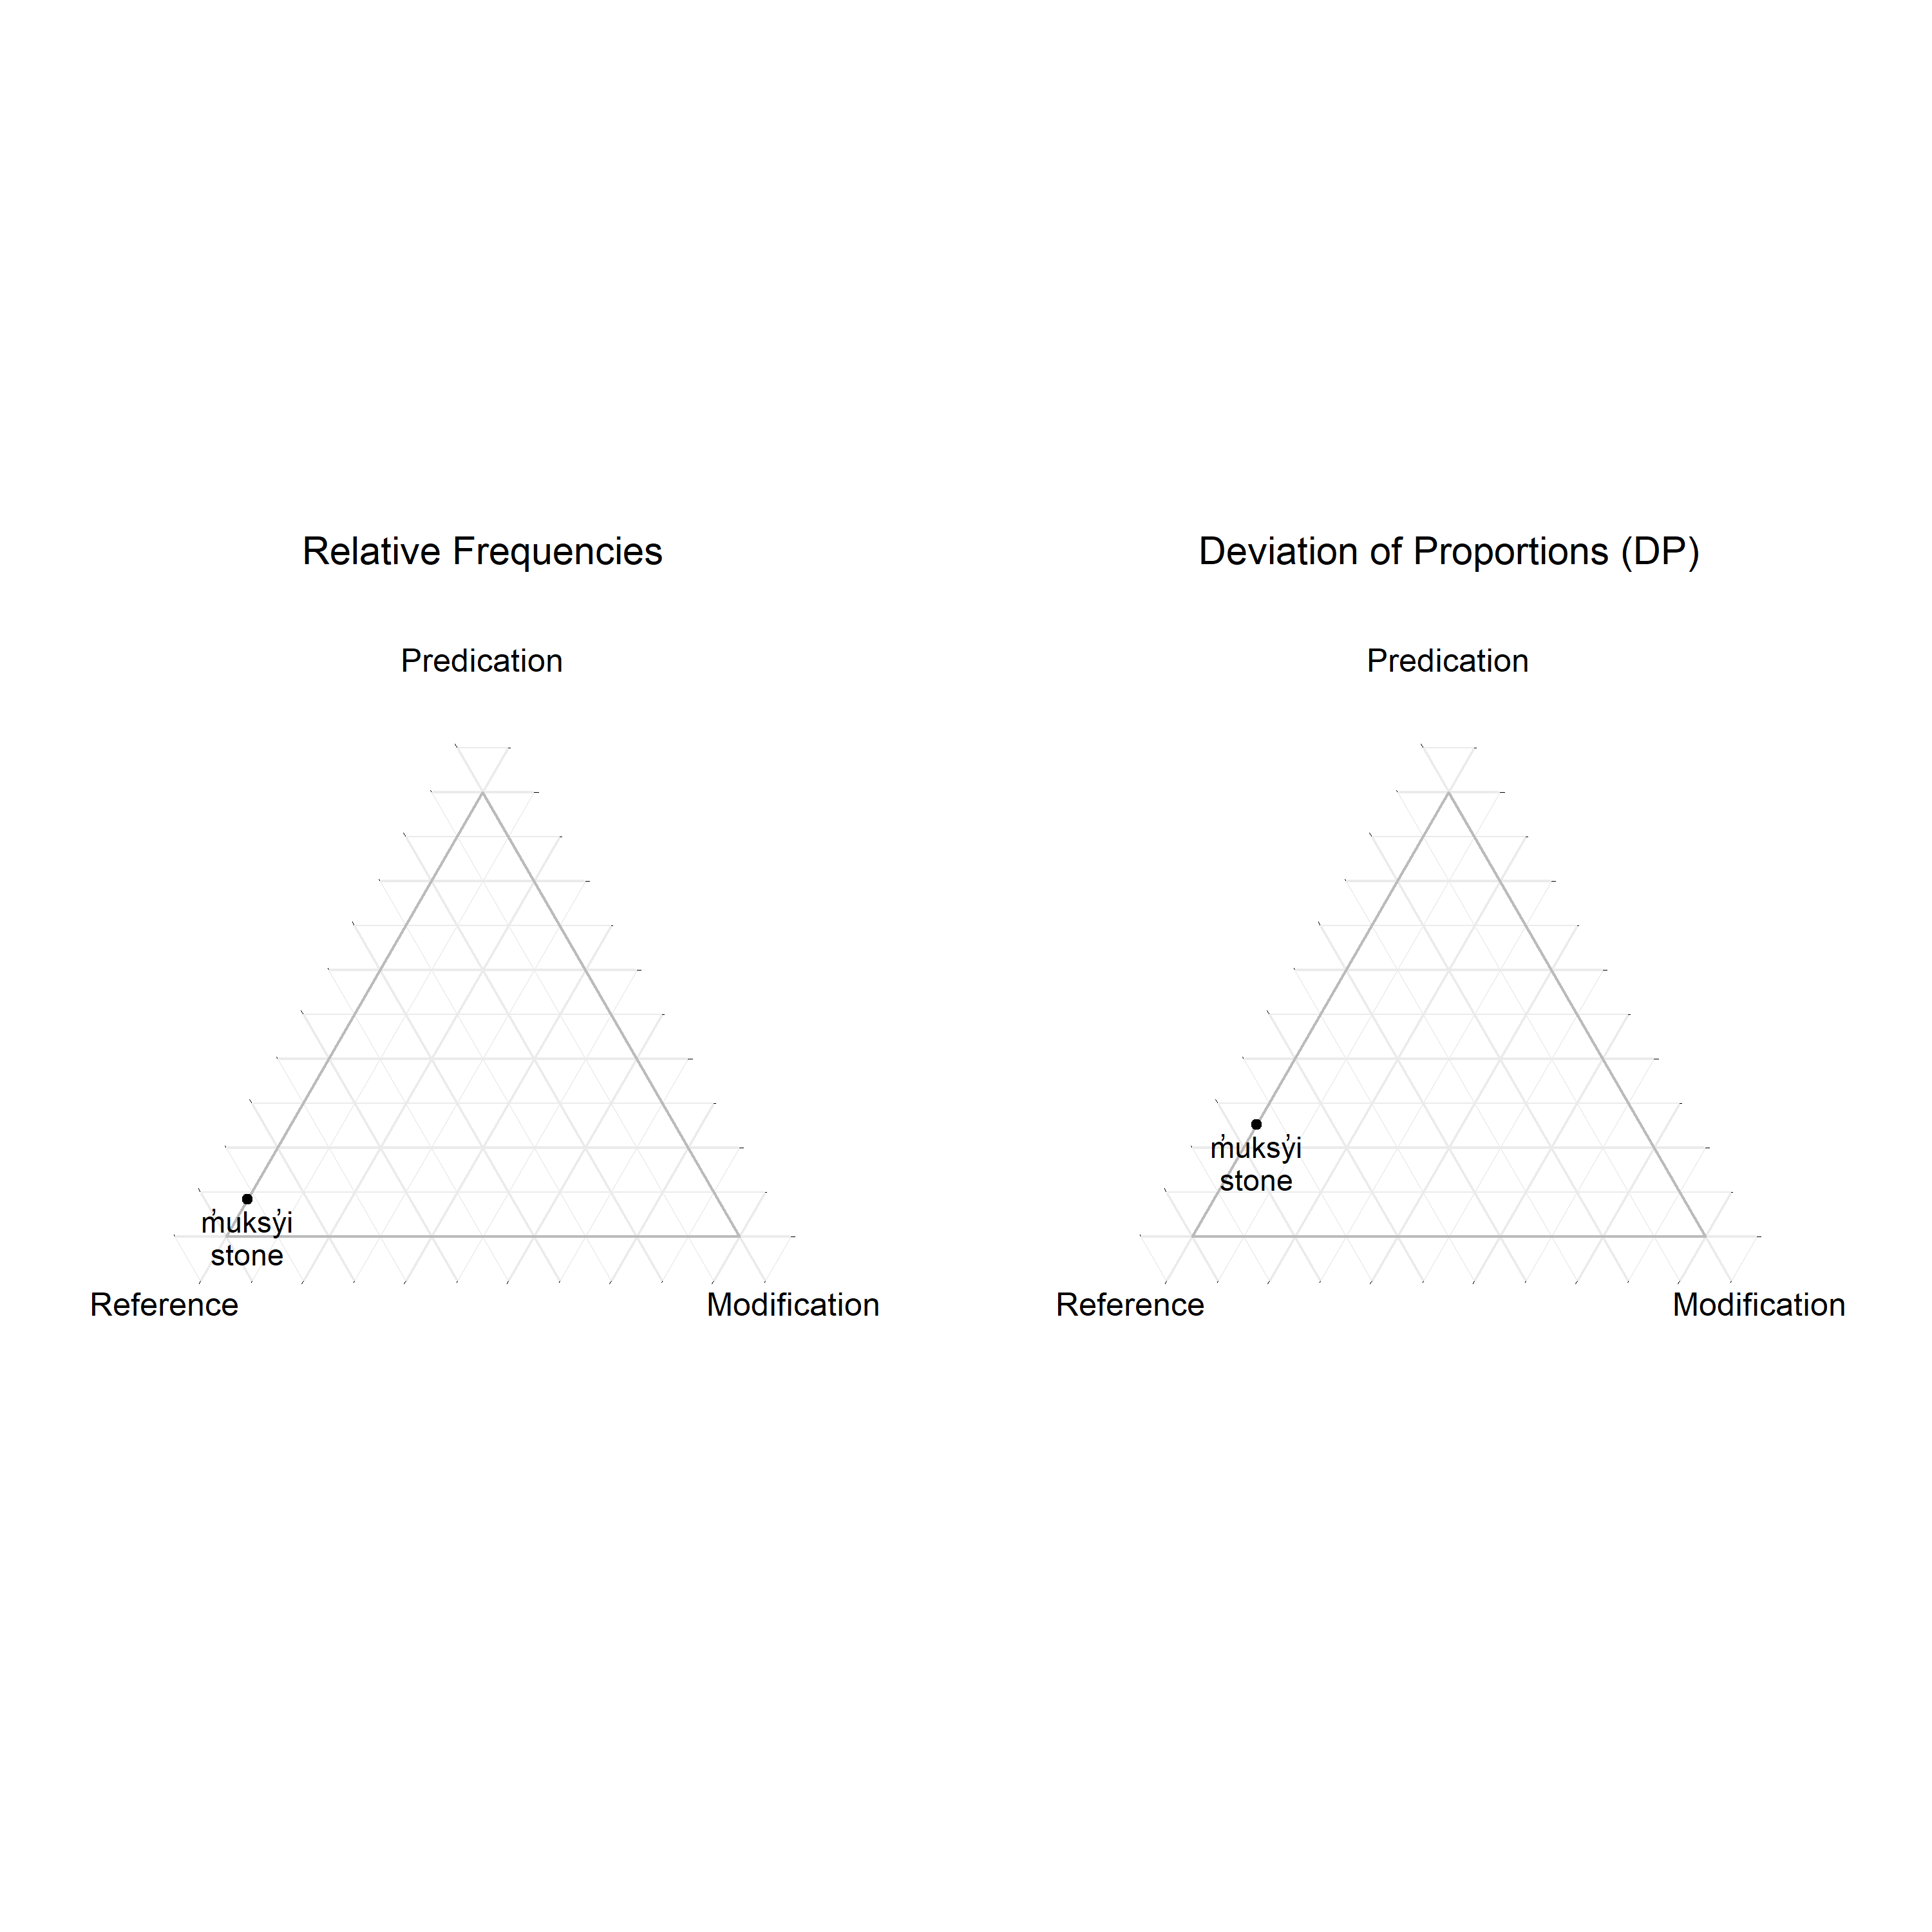 Relative Frequencies
Predication
m̓uksy̓i
stone
Reference
Modification
Deviation of Proportions (DP)
Predication
m̓uksy̓i
stone
Reference
Modification